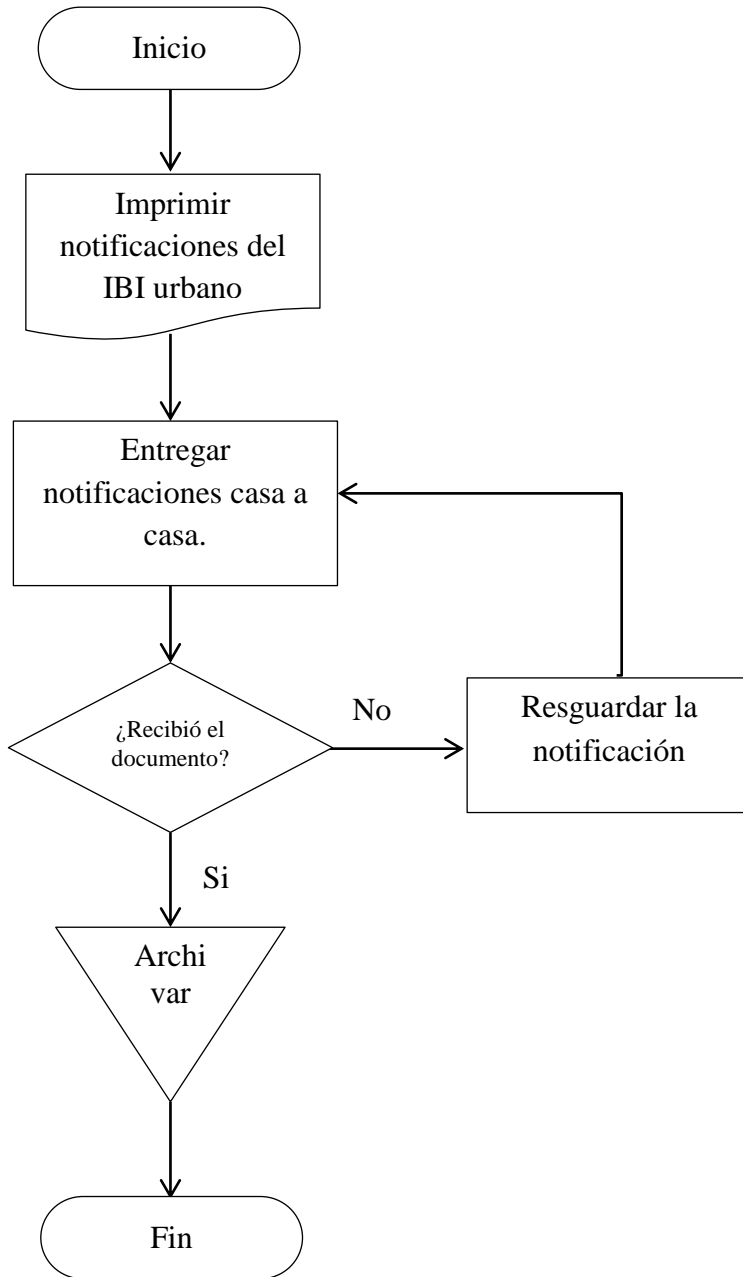 Inicio
Imprimir
notificaciones del
IBI urbano
Entregar
notificaciones casa a
casa.
¿Recibió el
documento?
No
Resguardar la
notificación
Si
Archi
var
Fin